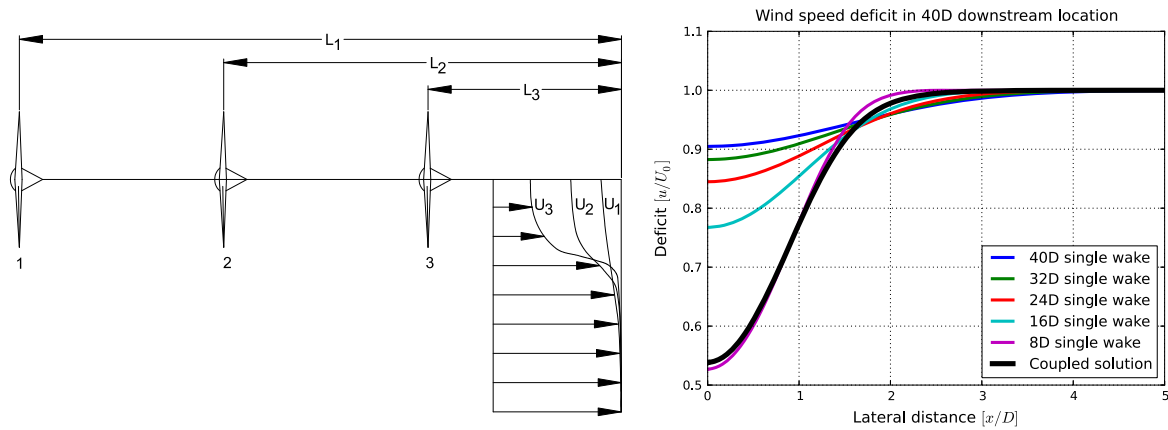 L1
L2
L3
U3 U2 U1
1 2 3
Wind speed deficit in 40D downstream location
1.1
1.0
0.9
0.8
0.7
0.6
0.5
Deficit [u/U0]
40D single wake
32D single wake
24D single wake
16D single wake
8D single wake
Coupled solution
0 1 2 3 4 5
Lateral distance [x/D]